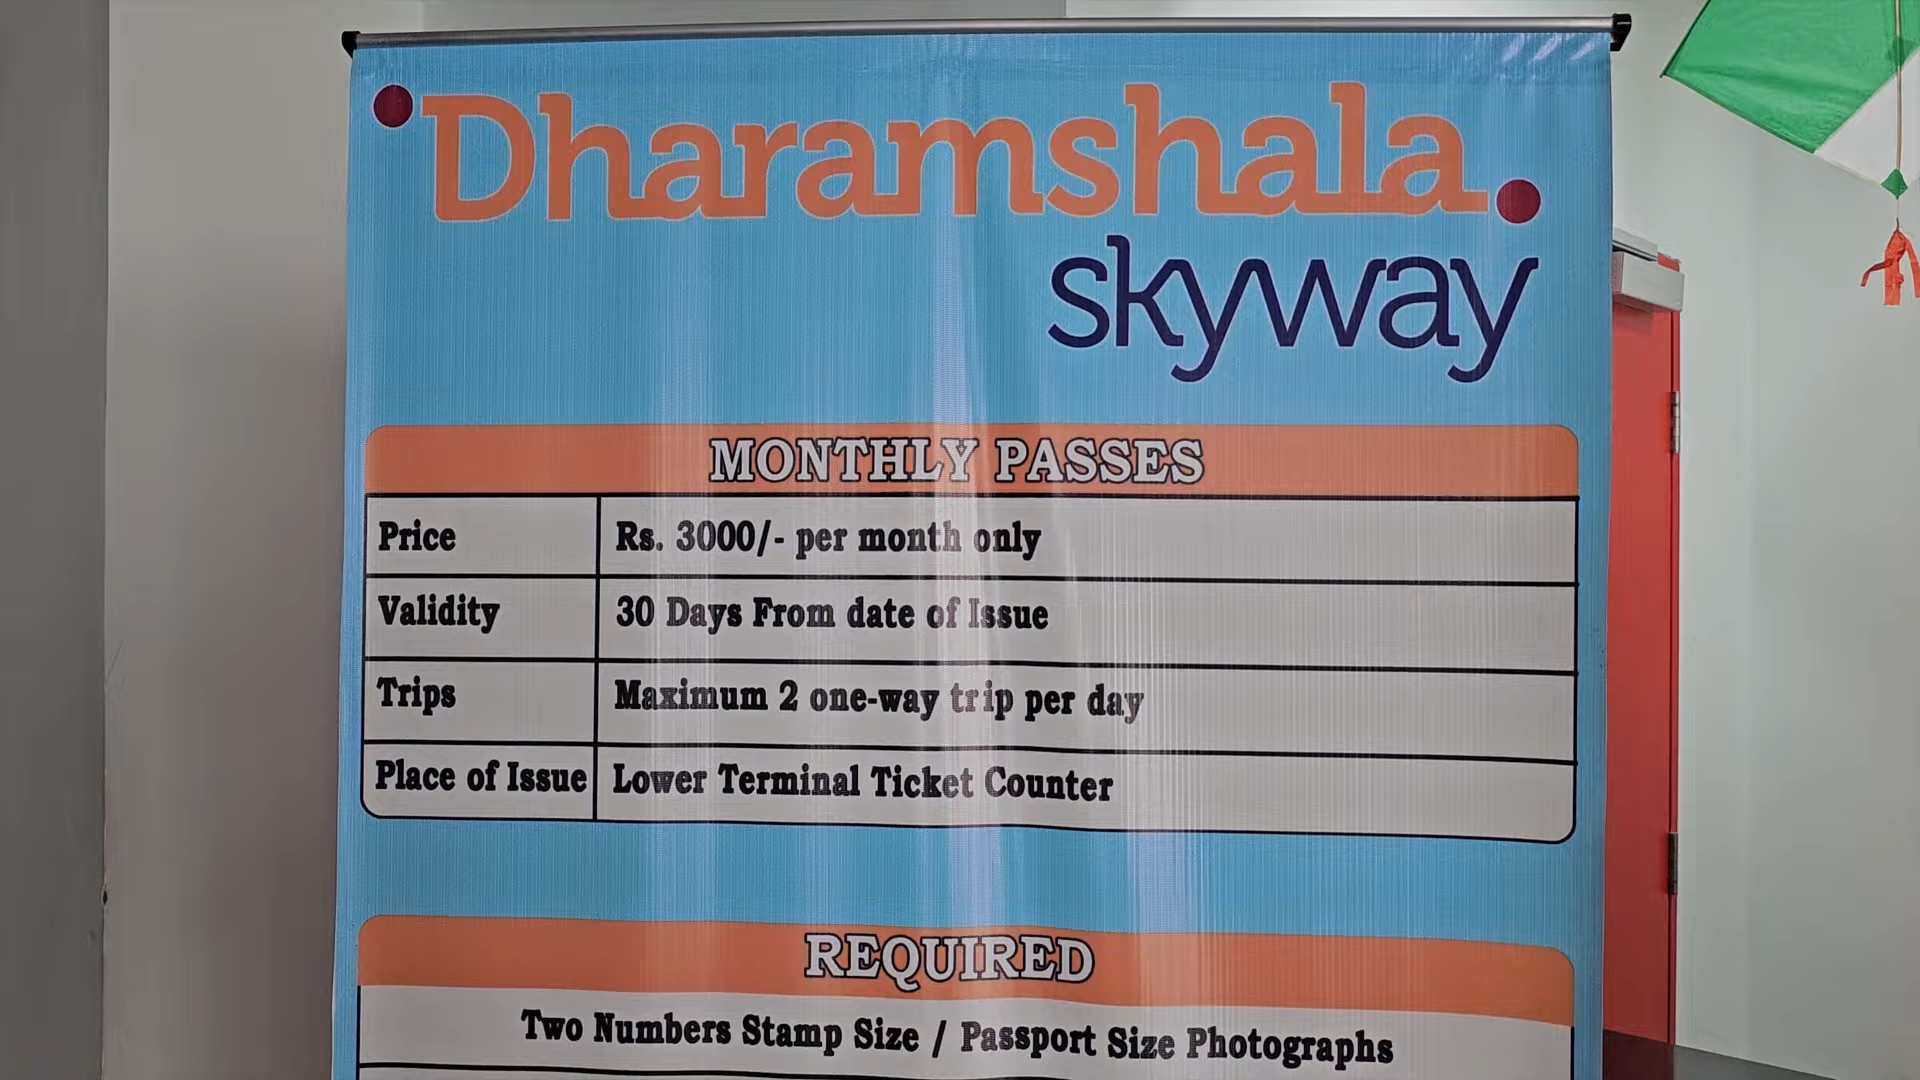 Dharamshala
skyway
MONTHLY PASSES
Price Rs. 3000/- per month only
Validity 30 Days From date of Issue
Trips Maximum 2 one-way trip per day
Place of Issue Lower Terminal Ticket Counter
REQUIRED
Two Numbers Stamp Size / Passport Size Photographs